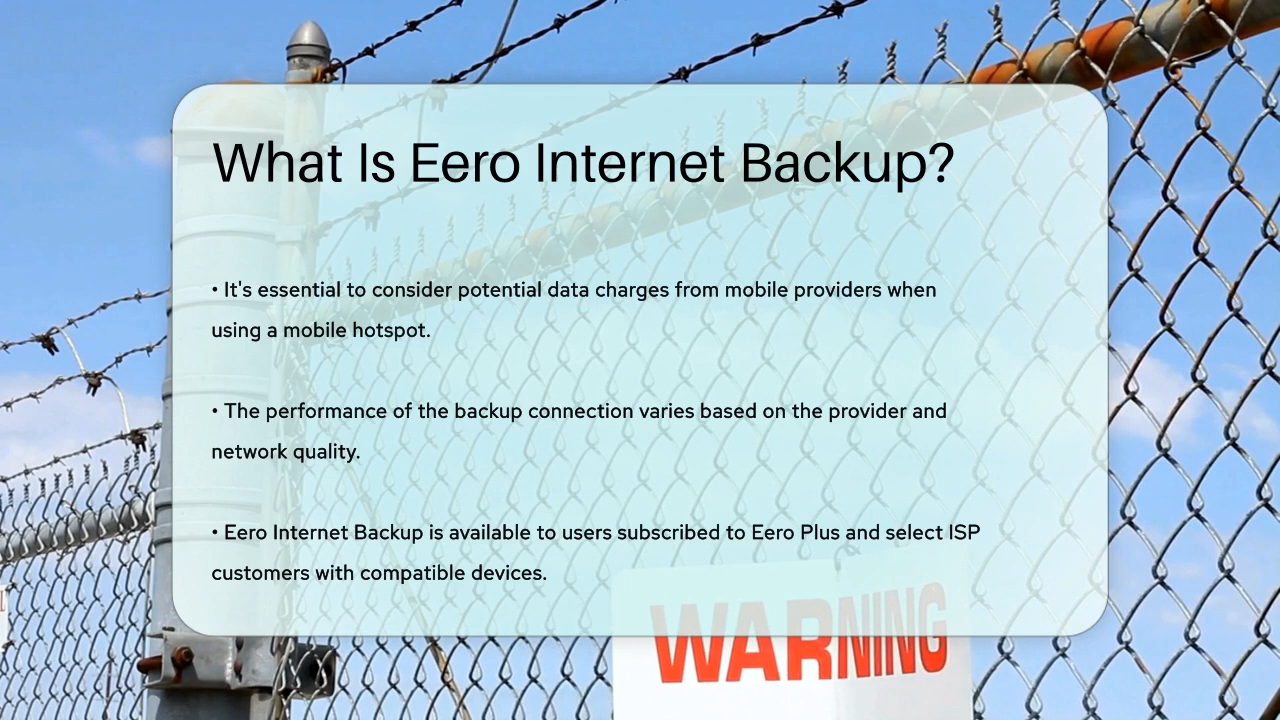 What Is Eero Internet Backup?
• It's essential to consider potential data charges from mobile providers when
using a mobile hotspot.
• The performance of the backup connection varies based on the provider and
network quality.
• Eero Internet Backup is available to users subscribed to Eero Plus and select ISP
customers with compatible devices.
WARNING